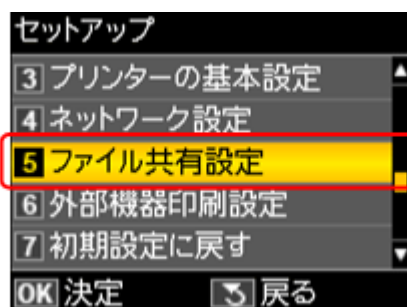 セットアップ
3 プリンターの基本設定
4 ネットワーク設定
5 ファイル共有設定
6 外部機器印刷設定
7 初期設定に戻す
OK 決定 戻る